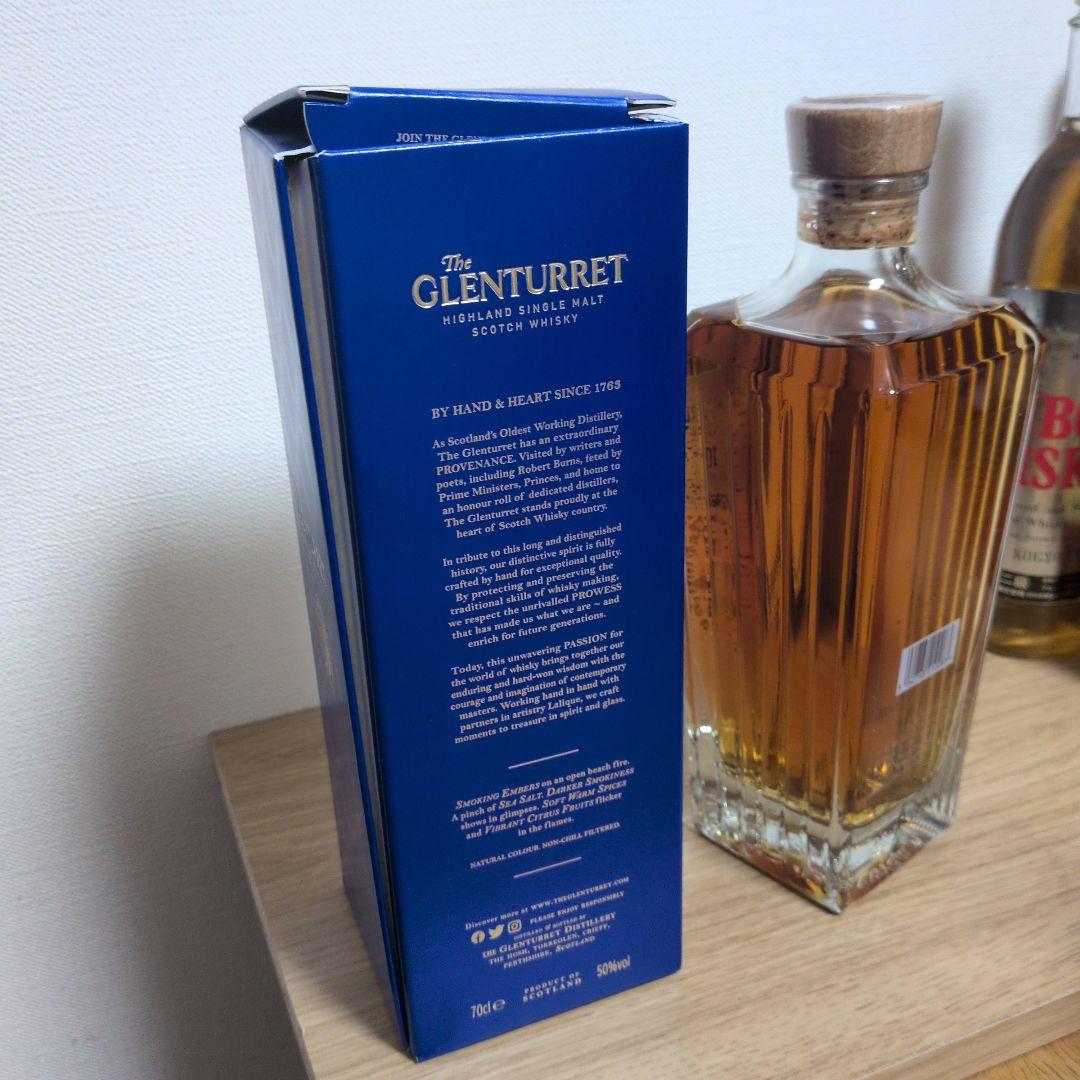 JOIN THE
The
GLENTURRET
HIGHLAND SINGLE MALT
SCOTCH WHISKY
BY HAND & HEART SINCE 1763
As Scotland's Oldest Working Distillery,
The Glenturret has an extraordinary
PROVENANCE. Visited by writers and
poets, including Robert Burns, feted by
Prime Ministers, Princes, and home to
an honour roll of dedicated distillers,
The Glenturret stands proudly at the
heart of Scotch Whisky country.
In tribute to this long and distinguished
history, our distinctive spirit is fully
crafted by hand for exceptional quality.
By protecting and preserving the
traditional skills of whisky making,
we respect the unrivalled PROWESS
that has made us what we are ~ and
enrich for future generations.
Today, this unwavering PASSION for
the world of whisky brings together our
enduring and hard-won wisdom with the
courage and imagination of contemporary
masters. Working hand in hand with
partners in artistry Lalique, we craft
moments to treasure in spirit and glass.
SMOKING EMBERS on an open beach fire.
A pinch of SEA SALT. DARKER SMOKINESS
shows in glimpses. SOFT WARM SPICES
and VIBRANT CITRUS FRUITS flicker
in the flames.
NATURAL COLOUR. NON-CHILL FILTERED.
Discover more at WWW.THEGLENTURRET.COM
PLEASE ENJOY RESPONSIBLY
DISTILLED & BOTTLED BY
THE GLENTURRET DISTILLERY
THE HOSH, TURRETGLEN, CRIEFF,
PERTHSHIRE, SCOTLAND
70cl e PRODUCT OF SCOTLAND 50%vol
KOGYO